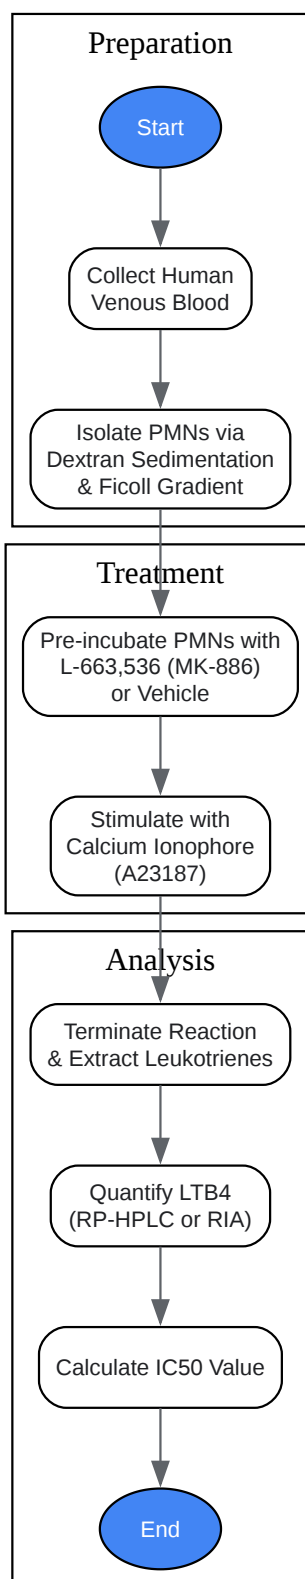 Preparation
Start
Collect Human
Venous Blood
Isolate PMNs via
Dextran Sedimentation
& Ficoll Gradient
Treatment
Pre-incubate PMNs with
L-663,536 (MK-886)
or Vehicle
Stimulate with
Calcium Ionophore
(A23187)
Analysis
Terminate Reaction
& Extract Leukotrienes
Quantify LTB4
(RP-HPLC or RIA)
Calculate IC50 Value
End